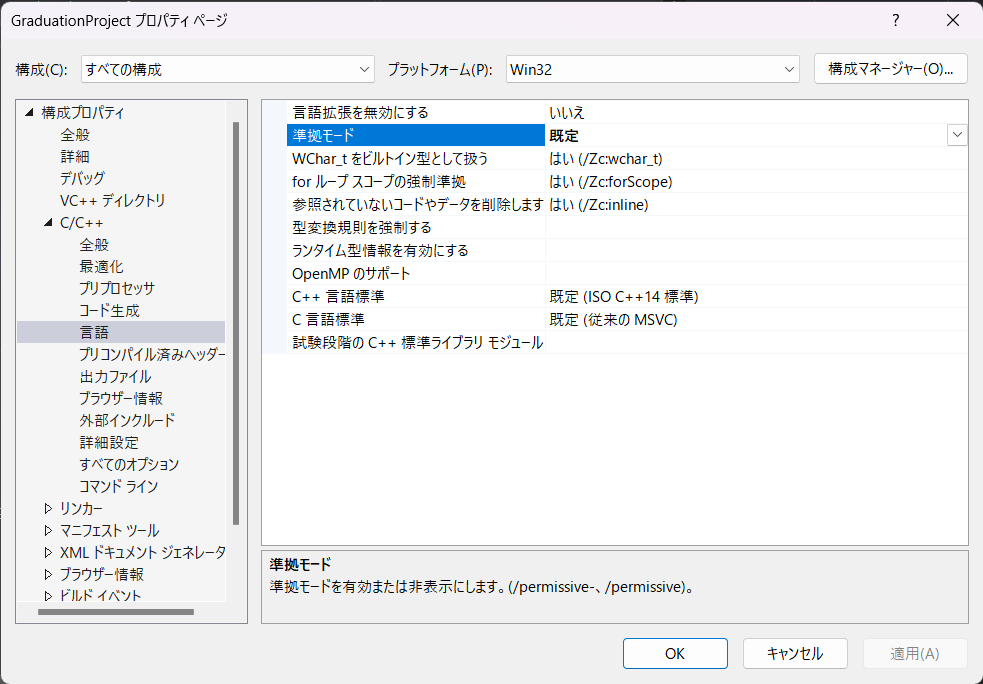 GraduationProject プロパティ ページ
?
構成(C): すべての構成 プラットフォーム(P): Win32 構成マネージャー(O)...
構成プロパティ
全般
詳細
デバッグ
VC++ ディレクトリ
C/C++
全般
最適化
プリプロセッサ
コード生成
言語
プリコンパイル済みヘッダー
出力ファイル
ブラウザー情報
外部インクルード
詳細設定
すべてのオプション
コマンド ライン
リンカー
マニフェスト ツール
XML ドキュメント ジェネレータ
ブラウザー情報
ビルド イベント
言語拡張を無効にする いいえ
準拠モード 既定
WChar_t をビルトイン型として扱う はい (/Zc:wchar_t)
for ループ スコープの強制準拠 はい (/Zc:forScope)
参照されていないコードやデータを削除します はい (/Zc:inline)
型変換規則を強制する
ランタイム型情報を有効にする
OpenMP のサポート
C++ 言語標準 既定 (ISO C++14 標準)
C 言語標準 既定 (従来の MSVC)
試験段階の C++ 標準ライブラリ モジュール
準拠モード
準拠モードを有効または非表示にします。(/permissive-、/permissive)。
OK キャンセル 適用(A)